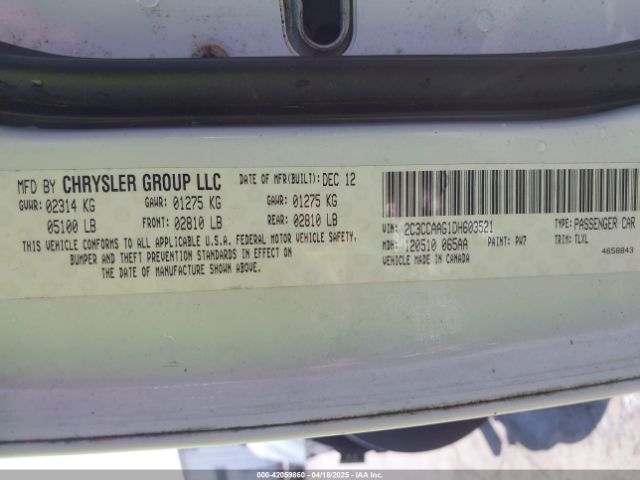 MFD BY CHRYSLER GROUP LLC DATE OF MFR(BUILT): DEC 12
GVWR: 02314 KG GAWR: 01275 KG GAWR: 01275 KG
05100 LB FRONT: 02810 LB REAR: 02810 LB
THIS VEHICLE CONFORMS TO ALL APPLICABLE U.S.A. FEDERAL MOTOR VEHICLE SAFETY,
BUMPER AND THEFT PREVENTION STANDARDS IN EFFECT ON
THE DATE OF MANUFACTURE SHOWN ABOVE.
VIN: 2C3CCAAG1DH603521 TYPE: PASSENGER CAR
MDH: 120510 065AA PAINT: PW7 TRIM: TLXL
VEHICLE MADE IN CANADA 4658843
000-42059860 - 04/18/2025 - IAA, Inc.